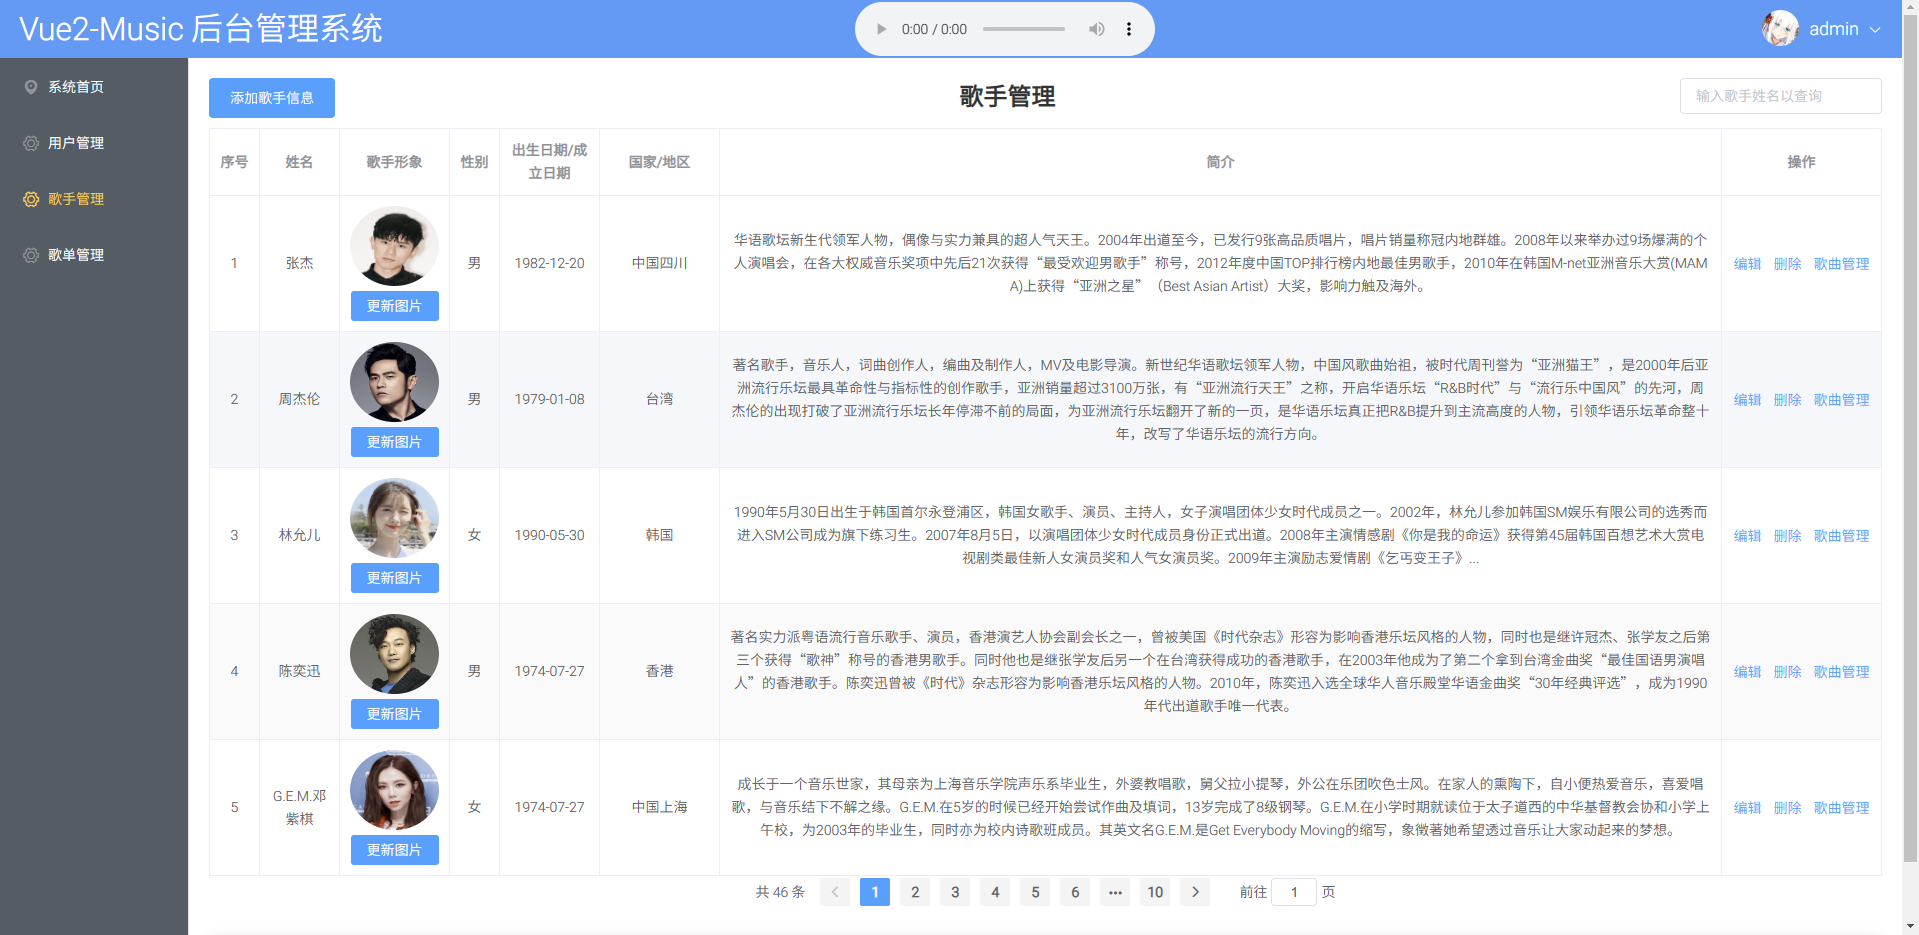 Vue2-Music 后台管理系统
0:00 / 0:00
admin
系统首页
用户管理
歌手管理
歌单管理
添加歌手信息
歌手管理
输入歌手姓名以查询
序号 姓名 歌手形象 性别 出生日期/成 国家/地区 简介 操作
立日期
1 张杰 男 1982-12-20 中国四川
华语歌坛新生代领军人物，偶像与实力兼具的超人气天王。2004年出道至今，已发行9张高品质唱片，唱片销量称冠内地群雄。2008年以来举办过9场爆满的个
人演唱会，在各大权威音乐奖项中先后21次获得“最受欢迎男歌手”称号，2012年度中国TOP排行榜内地最佳男歌手，2010年在韩国M-net亚洲音乐大赏(MAM
A)上获得“亚洲之星”（Best Asian Artist）大奖，影响力触及海外。
编辑 删除 歌曲管理
更新图片
2 周杰伦 男 1979-01-08 台湾
著名歌手，音乐人，词曲创作人，编曲及制作人，MV及电影导演。新世纪华语歌坛领军人物，中国风歌曲始祖，被时代周刊誉为“亚洲猫王”，是2000年后亚
洲流行乐坛最具革命性与指标性的创作歌手，亚洲销量超过3100万张，有“亚洲流行天王”之称，开启华语乐坛“R&B时代”与“流行乐中国风”的先河，周
杰伦的出现打破了亚洲流行乐坛长年停滞不前的局面，为亚洲流行乐坛翻开了新的一页，是华语乐坛真正把R&B提升到主流高度的人物，引领华语乐坛革命整十
年，改写了华语乐坛的流行方向。
编辑 删除 歌曲管理
更新图片
3 林允儿 女 1990-05-30 韩国
1990年5月30日出生于韩国首尔永登浦区，韩国女歌手、演员、主持人，女子演唱团体少女时代成员之一。2002年，林允儿参加韩国SM娱乐有限公司的选秀而
进入SM公司成为旗下练习生。2007年8月5日，以演唱团体少女时代成员身份正式出道。2008年主演情感剧《你是我的命运》获得第45届韩国百想艺术大赏电
视剧类最佳新人女演员奖和人气女演员奖。2009年主演励志爱情剧《乞丐变王子》...
编辑 删除 歌曲管理
更新图片
4 陈奕迅 男 1974-07-27 香港
著名实力派粤语流行音乐歌手、演员，香港演艺人协会副会长之一，曾被美国《时代杂志》形容为影响香港乐坛风格的人物，同时也是继许冠杰、张学友之后第
三个获得“歌神”称号的香港男歌手。同时他也是继张学友后另一个在台湾获得成功的香港歌手，在2003年他成为了第二个拿到台湾金曲奖“最佳国语男演唱
人”的香港歌手。陈奕迅曾被《时代》杂志形容为影响香港乐坛风格的人物。2010年，陈奕迅入选全球华人音乐殿堂华语金曲奖“30年经典评选”，成为1990
年代出道歌手唯一代表。
编辑 删除 歌曲管理
更新图片
5 G.E.M.邓 女 1974-07-27 中国上海
紫棋
成长于一个音乐世家，其母亲为上海音乐学院声乐系毕业生，外婆教唱歌，舅父拉小提琴，外公在乐团吹色士风。在家人的熏陶下，自小便热爱音乐，喜爱唱
歌，与音乐结下不解之缘。G.E.M.在5岁的时候已经开始尝试作曲及填词，13岁完成了8级钢琴。G.E.M.在小学时期就读位于太子道西的中华基督教会协和小学上
午校，为2003年的毕业生，同时亦为校内诗歌班成员。其英文名G.E.M.是Get Everybody Moving的缩写，象徵著她希望透过音乐让大家动起来的梦想。
编辑 删除 歌曲管理
更新图片
共 46 条 1 2 3 4 5 6 ••• 10 前往 1 页